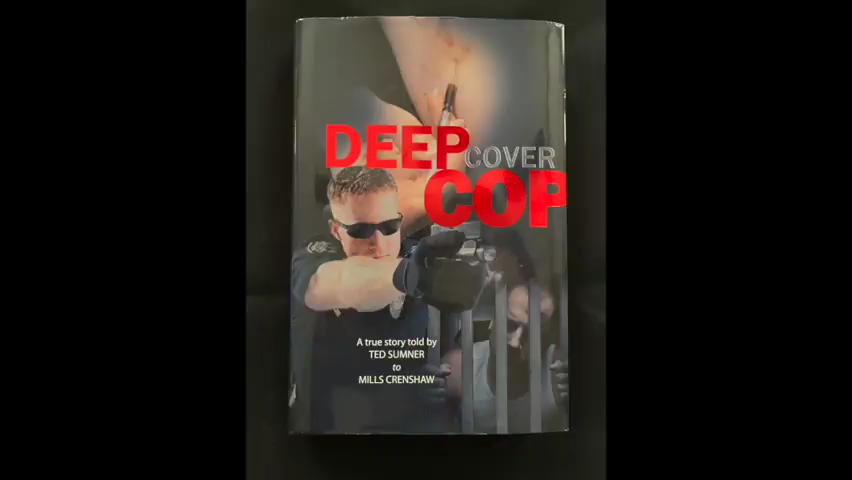 DEEP COVER
COP
A true story told by
TED SUMNER
to
MILLS CRENSHAW